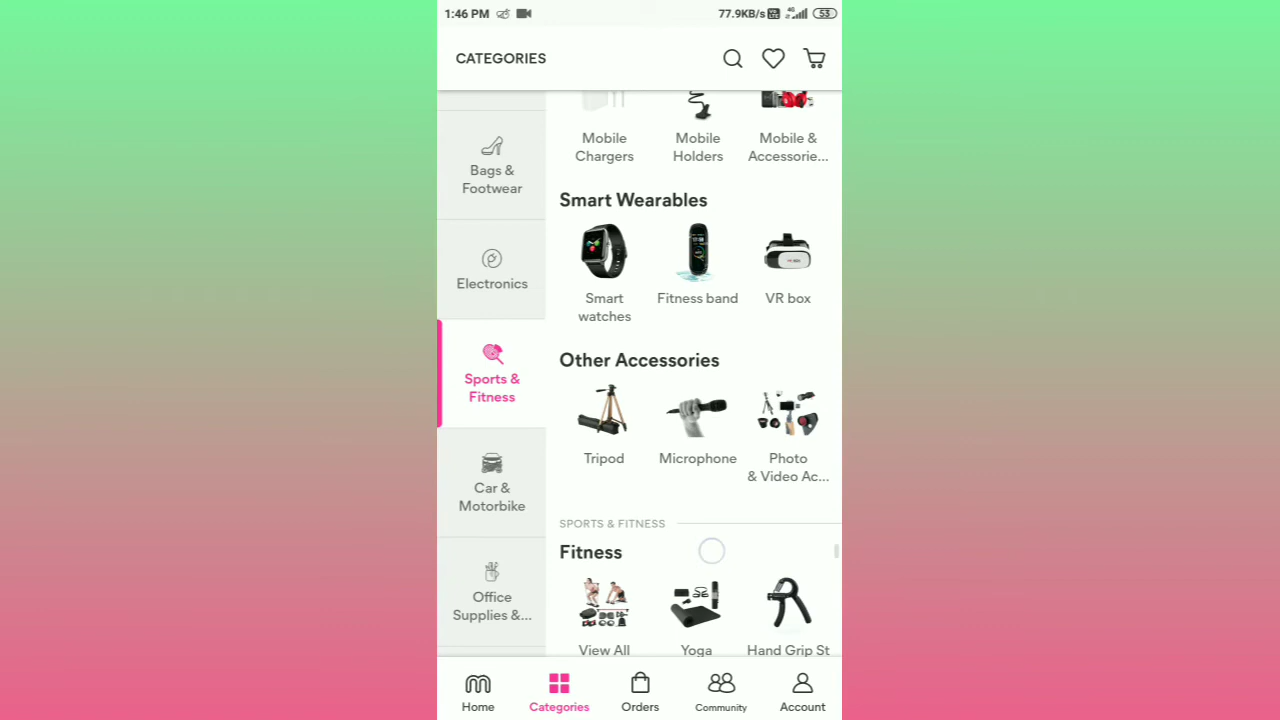 1:46 PM
77.9KB/s
4G
53
CATEGORIES
Bags &
Footwear
Electronics
Sports &
Fitness
Car &
Motorbike
Office
Supplies &...
Mobile
Chargers
Mobile
Holders
Mobile &
Accessorie...
Smart Wearables
Smart
watches
Fitness band
VR box
Other Accessories
Tripod
Microphone
Photo
& Video Ac...
SPORTS & FITNESS
Fitness
View All
Yoga
Hand Grip St
Home
Categories
Orders
Community
Account